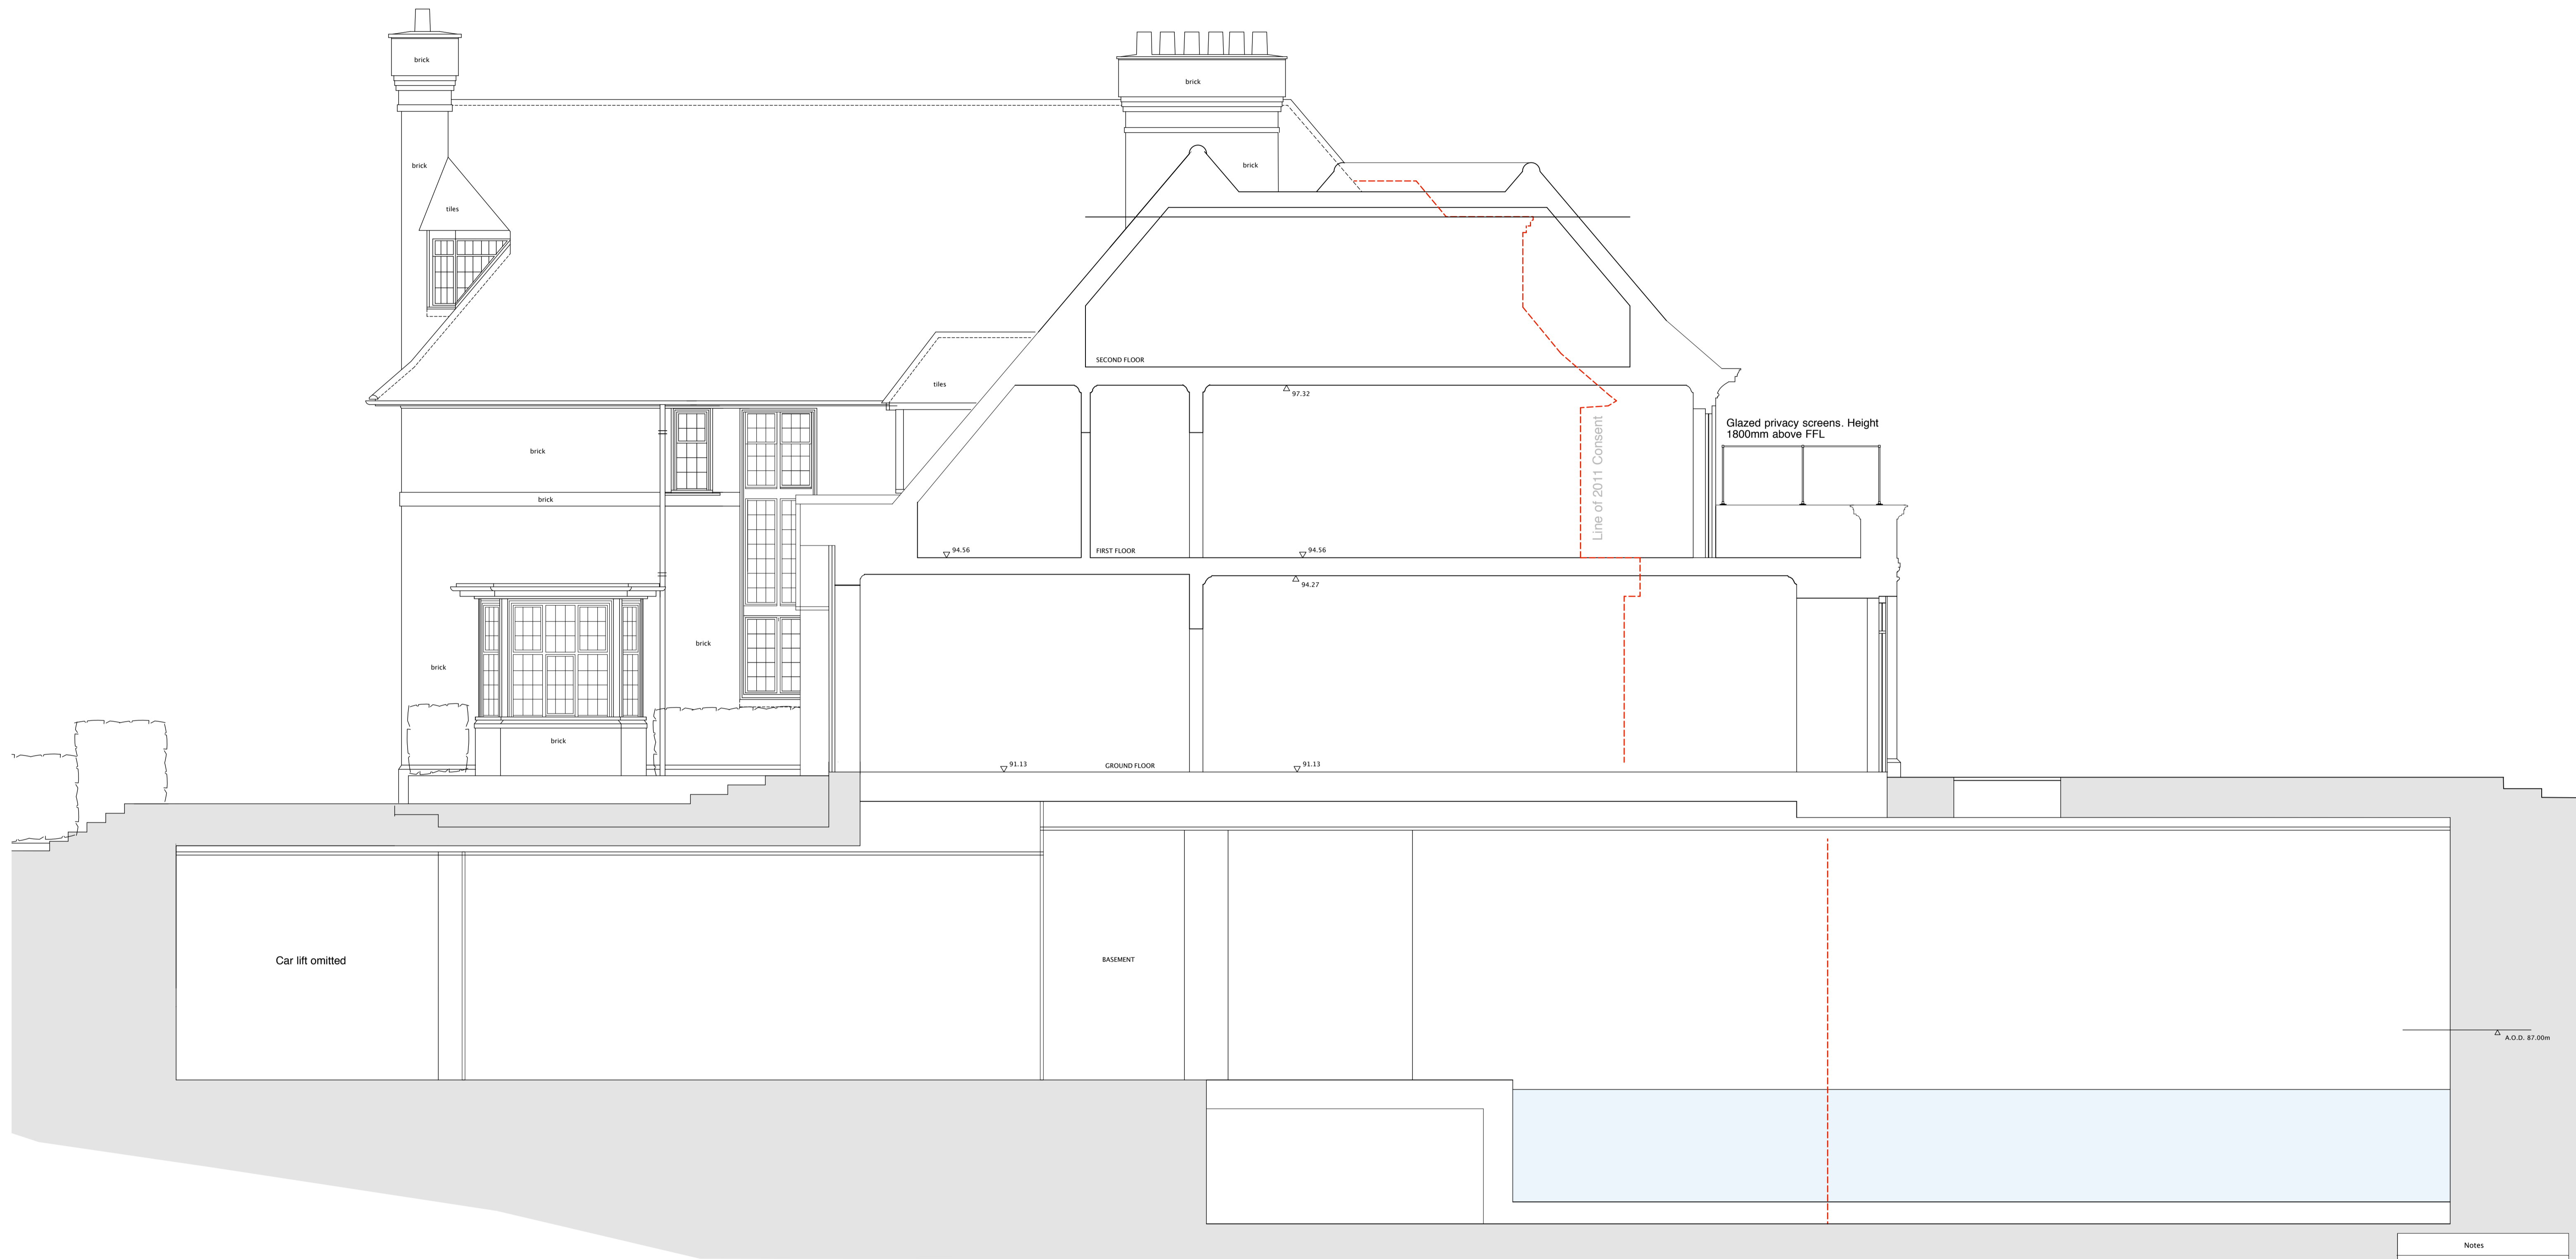 brick
brick
brick
brick
tiles
SECOND FLOOR
tiles
97.32
Glazed privacy screens. Height
1800mm above FFL
brick
Line of 2011 Consent
brick
94.56
FIRST FLOOR
94.56
94.27
brick
brick
brick
91.13
GROUND FLOOR
91.13
Car lift omitted
BASEMENT
A.O.D. 87.00m
Notes